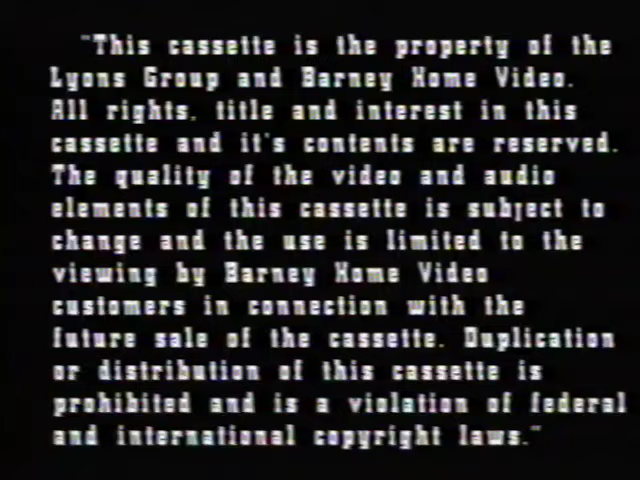 "This cassette is the property of the
Lyons Group and Barney Home Video.
All rights, title and interest in this
cassette and it's contents are reserved.
The quality of the video and audio
elements of this cassette is subject to
change and the use is limited to the
viewing by Barney Home Video
customers in connection with the
future sale of the cassette. Duplication
or distribution of this cassette is
prohibited and is a violation of federal
and international copyright laws."